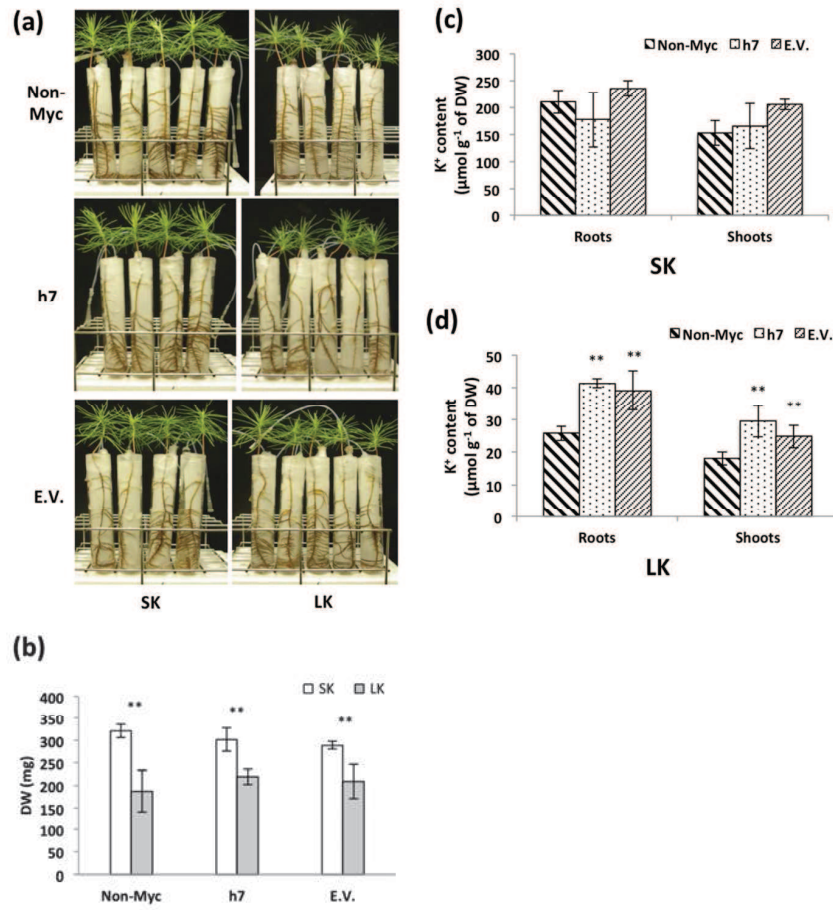 (a)
Non-
Myc
h7
E.V.
SK LK
(b)
SK LK
400
350
300
250
200
150
100
50
0
DW (mg)
** ** **
Non-Myc h7 E.V.
(c)
Non-Myc h7 E.V.
300
250
200
150
100
50
0
K⁺ content
(μmol g⁻¹ of DW)
Roots Shoots
SK
(d)
Non-Myc h7 E.V.
50
40
30
20
10
0
K⁺ content
(μmol g⁻¹ of DW)
** ** ** **
Roots Shoots
LK